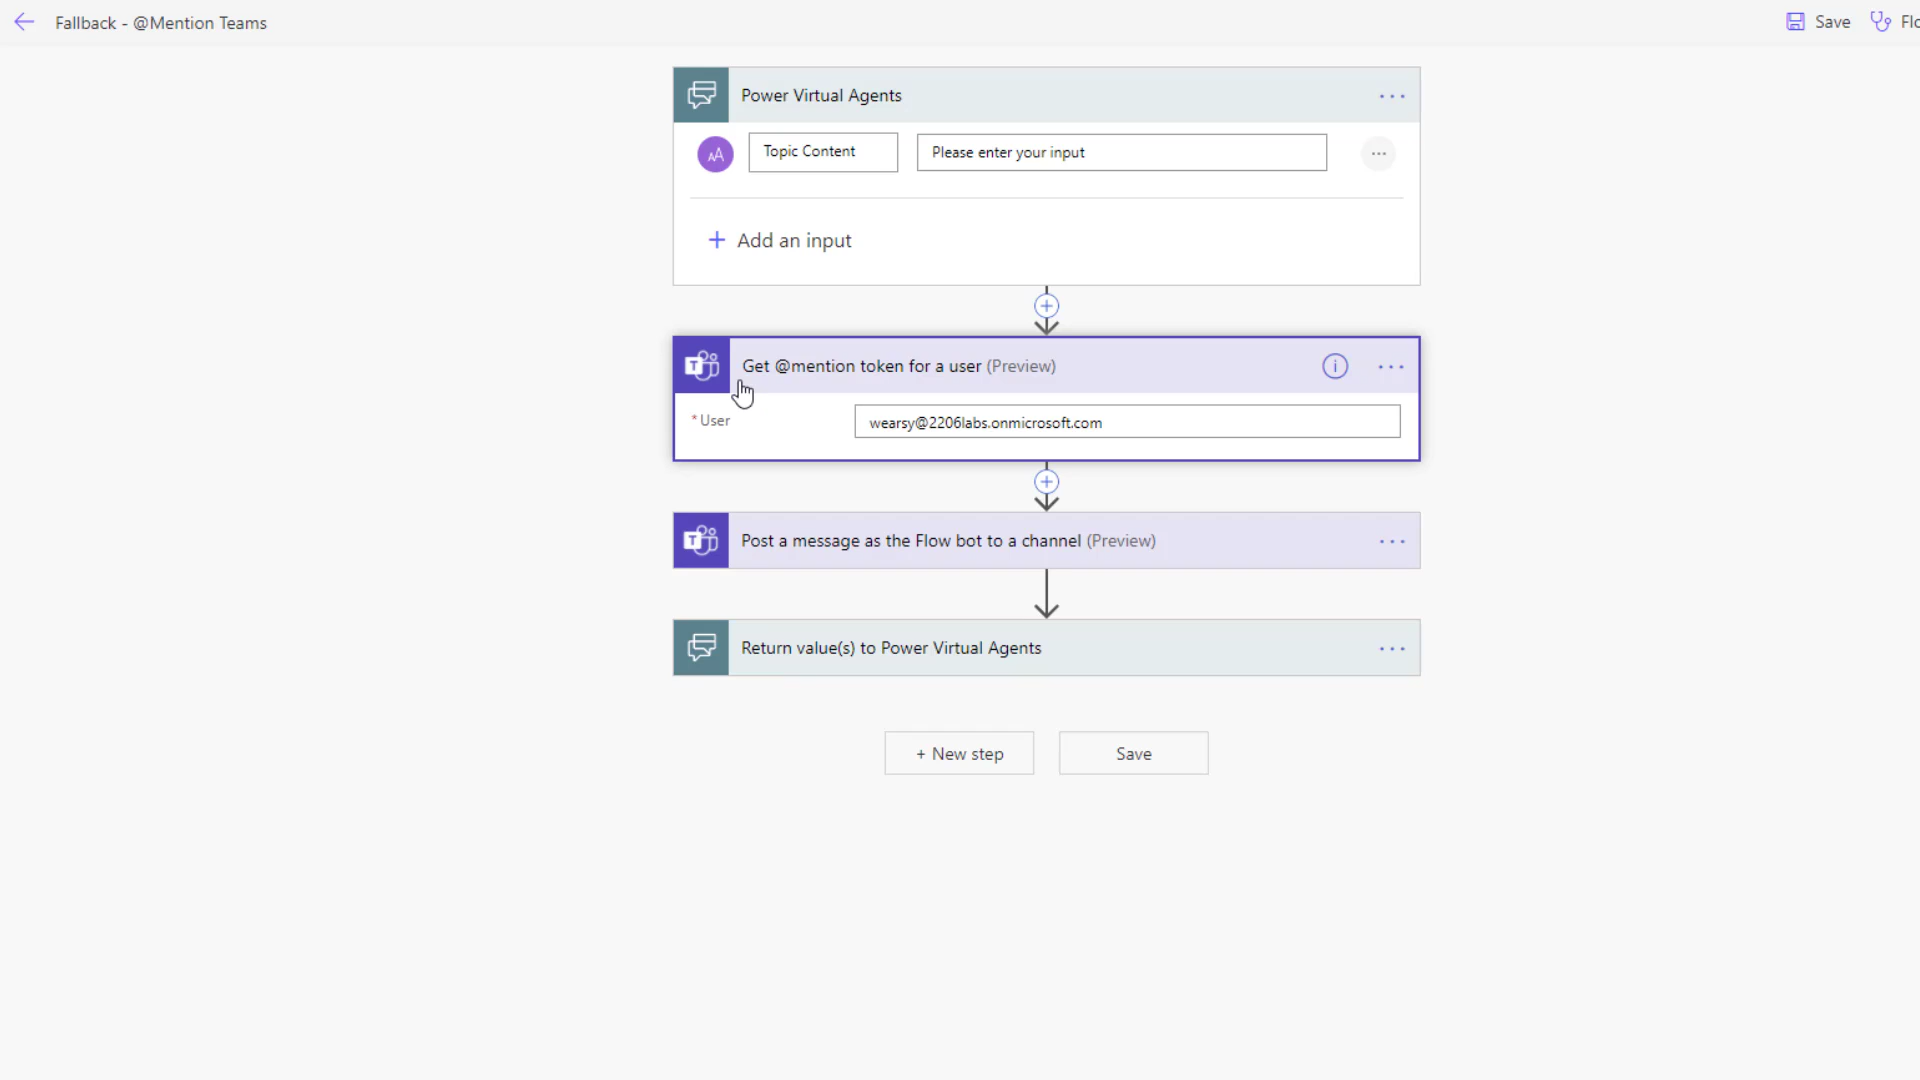 Fallback - @Mention Teams
Save
Power Virtual Agents
Topic Content
Please enter your input
+ Add an input
Get @mention token for a user (Preview)
* User
wearsy@2206labs.onmicrosoft.com
Post a message as the Flow bot to a channel (Preview)
Return value(s) to Power Virtual Agents
+ New step
Save